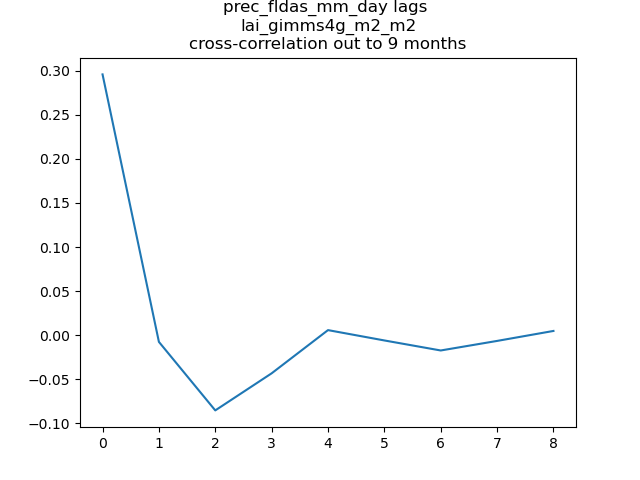 prec_fldas_mm_day lags
lai_gimms4g_m2_m2
cross-correlation out to 9 months
0.30
0.25
0.20
0.15
0.10
0.05
0.00
−0.05
−0.10
0 1 2 3 4 5 6 7 8